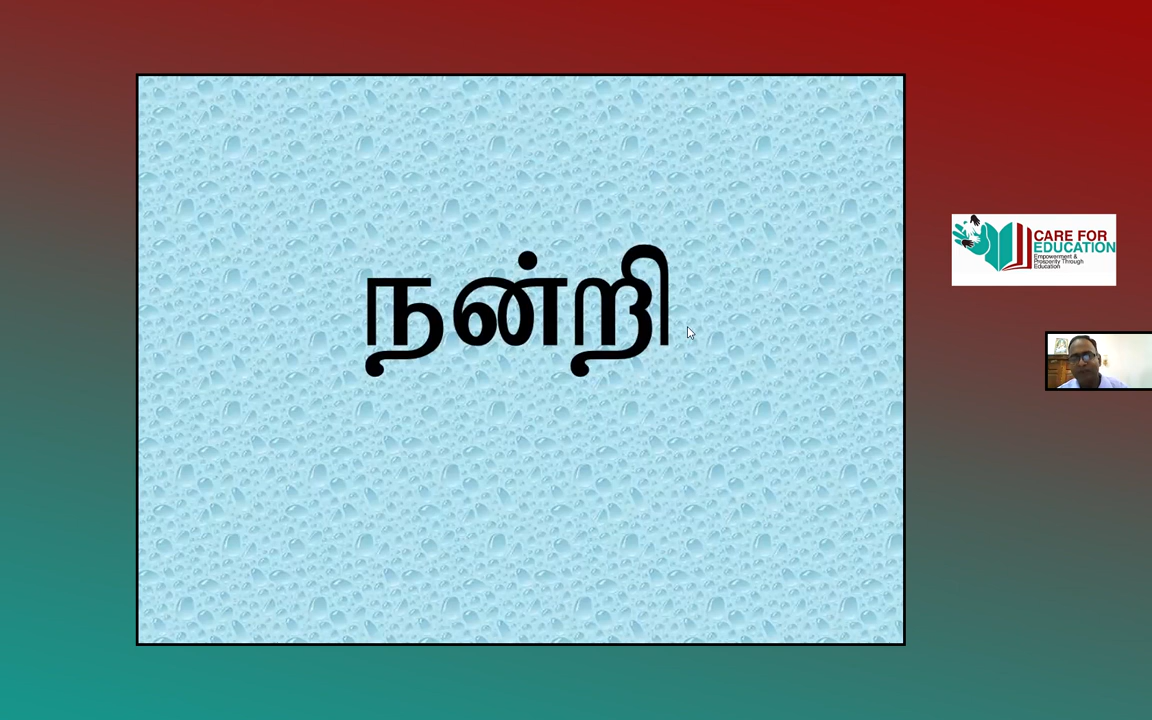 நன்றி
CARE FOR
EDUCATION
Empowerment &
Prosperity Through
Education